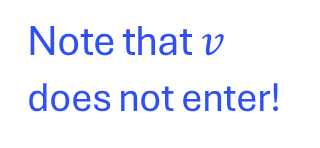 Note that 𝑣
does not enter!